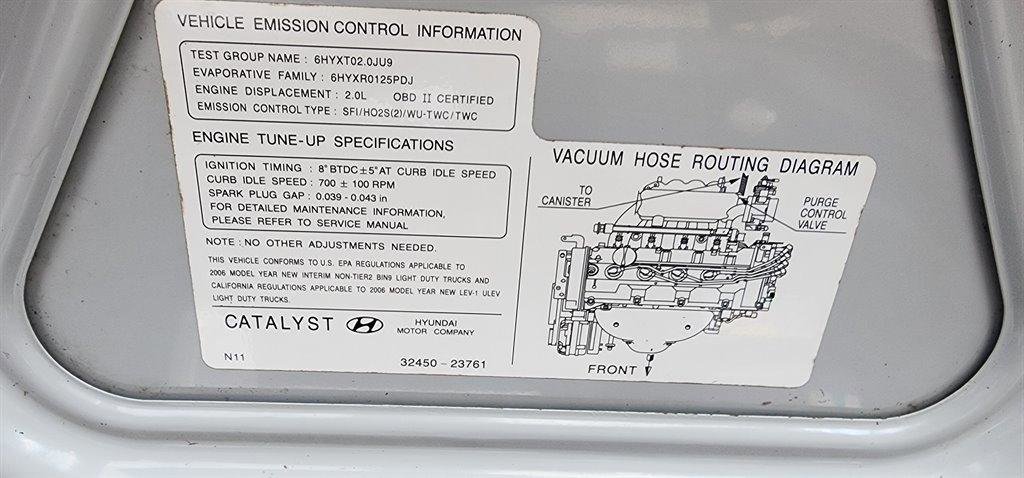 VEHICLE EMISSION CONTROL INFORMATION
TEST GROUP NAME : 6HYXT02.0JU9
EVAPORATIVE FAMILY : 6HYXR0125PDJ
ENGINE DISPLACEMENT : 2.0L OBD II CERTIFIED
EMISSION CONTROL TYPE : SFI/HO2S(2)/WU-TWC/TWC
ENGINE TUNE-UP SPECIFICATIONS
IGNITION TIMING : 8° BTDC±5° AT CURB IDLE SPEED
CURB IDLE SPEED : 700 ± 100 RPM
SPARK PLUG GAP : 0.039 - 0.043 in
FOR DETAILED MAINTENANCE INFORMATION,
PLEASE REFER TO SERVICE MANUAL
NOTE : NO OTHER ADJUSTMENTS NEEDED.
THIS VEHICLE CONFORMS TO U.S. EPA REGULATIONS APPLICABLE TO
2006 MODEL YEAR NEW INTERIM NON-TIER2 BIN9 LIGHT DUTY TRUCKS AND
CALIFORNIA REGULATIONS APPLICABLE TO 2006 MODEL YEAR NEW LEV-1 ULEV
LIGHT DUTY TRUCKS.
CATALYST
HYUNDAI
MOTOR COMPANY
N11
32450 - 23761
VACUUM HOSE ROUTING DIAGRAM
TO
CANISTER
PURGE
CONTROL
VALVE
FRONT